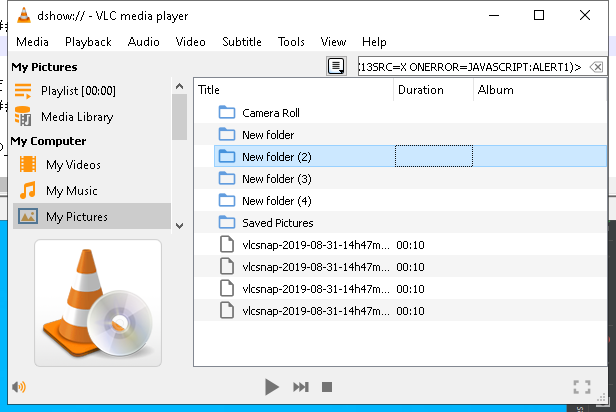 dshow:// - VLC media player
Media Playback Audio Video Subtitle Tools View Help
My Pictures
13SRC=X ONERROR=JAVASCRIPT:ALERT1)>
Playlist [00:00]
Media Library
My Computer
My Videos
My Music
My Pictures
Title Duration Album
Camera Roll
New folder
New folder (2)
New folder (3)
New folder (4)
Saved Pictures
vlcsnap-2019-08-31-14h47m... 00:10
vlcsnap-2019-08-31-14h47m... 00:10
vlcsnap-2019-08-31-14h47m... 00:10
vlcsnap-2019-08-31-14h47m... 00:10